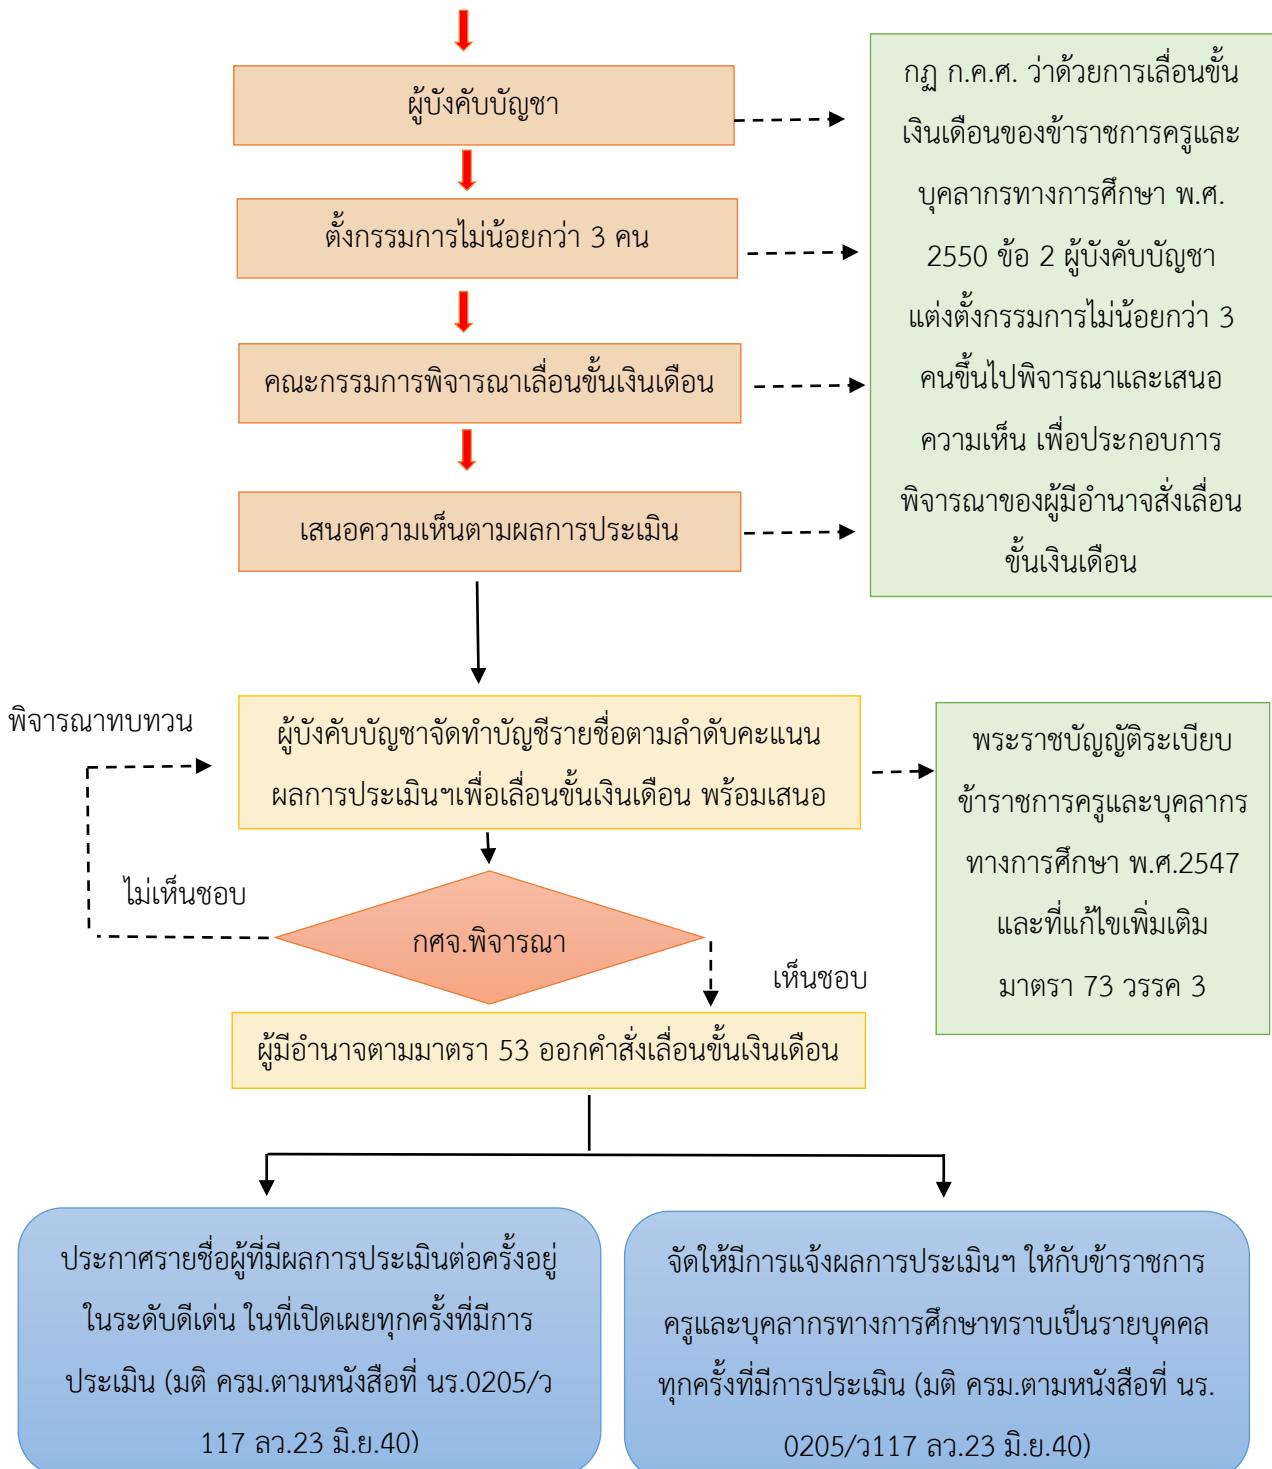 ผู้บังคับบัญชา
ตั้งกรรมการไม่น้อยกว่า 3 คน
คณะกรรมการพิจารณาเลื่อนขั้นเงินเดือน
เสนอความเห็นตามผลการประเมิน
กฏ ก.ค.ศ. ว่าด้วยการเลื่อนขั้น
เงินเดือนของข้าราชการครูและ
บุคลากรทางการศึกษา พ.ศ.
2550 ข้อ 2 ผู้บังคับบัญชา
แต่งตั้งกรรมการไม่น้อยกว่า 3
คนขึ้นไปพิจารณาและเสนอ
ความเห็น เพื่อประกอบการ
พิจารณาของผู้มีอำนาจสั่งเลื่อน
ขั้นเงินเดือน
พิจารณาทบทวน
ผู้บังคับบัญชาจัดทำบัญชีรายชื่อตามลำดับคะแนน
ผลการประเมินฯเพื่อเลื่อนขั้นเงินเดือน พร้อมเสนอ
พระราชบัญญัติระเบียบ
ข้าราชการครูและบุคลากร
ทางการศึกษา พ.ศ.2547
และที่แก้ไขเพิ่มเติม
มาตรา 73 วรรค 3
ไม่เห็นชอบ
กศจ.พิจารณา
เห็นชอบ
ผู้มีอำนาจตามมาตรา 53 ออกคำสั่งเลื่อนขั้นเงินเดือน
ประกาศรายชื่อผู้ที่มีผลการประเมินต่อครั้งอยู่
ในระดับดีเด่น ในที่เปิดเผยทุกครั้งที่มีการ
ประเมิน (มติ ครม.ตามหนังสือที่ นร.0205/ว
117 ลว.23 มิ.ย.40)
จัดให้มีการแจ้งผลการประเมินฯ ให้กับข้าราชการ
ครูและบุคลากรทางการศึกษาทราบเป็นรายบุคคล
ทุกครั้งที่มีการประเมิน (มติ ครม.ตามหนังสือที่ นร.
0205/ว117 ลว.23 มิ.ย.40)